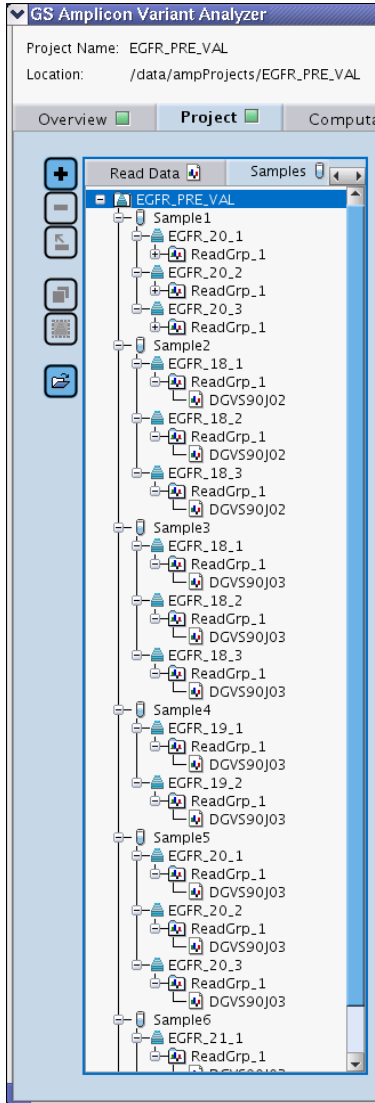 GS Amplicon Variant Analyzer
Project Name: EGFR_PRE_VAL
Location: /data/ampProjects/EGFR_PRE_VAL
Overview Project Computa
Read Data Samples
EGFR_PRE_VAL
Sample1
EGFR_20_1
ReadGrp_1
EGFR_20_2
ReadGrp_1
EGFR_20_3
ReadGrp_1
Sample2
EGFR_18_1
ReadGrp_1
DGVS90J02
EGFR_18_2
ReadGrp_1
DGVS90J02
EGFR_18_3
ReadGrp_1
DGVS90J02
Sample3
EGFR_18_1
ReadGrp_1
DGVS90J03
EGFR_18_2
ReadGrp_1
DGVS90J03
EGFR_18_3
ReadGrp_1
DGVS90J03
Sample4
EGFR_19_1
ReadGrp_1
DGVS90J03
EGFR_19_2
ReadGrp_1
DGVS90J03
Sample5
EGFR_20_1
ReadGrp_1
DGVS90J03
EGFR_20_2
ReadGrp_1
DGVS90J03
EGFR_20_3
ReadGrp_1
DGVS90J03
Sample6
EGFR_21_1
ReadGrp_1